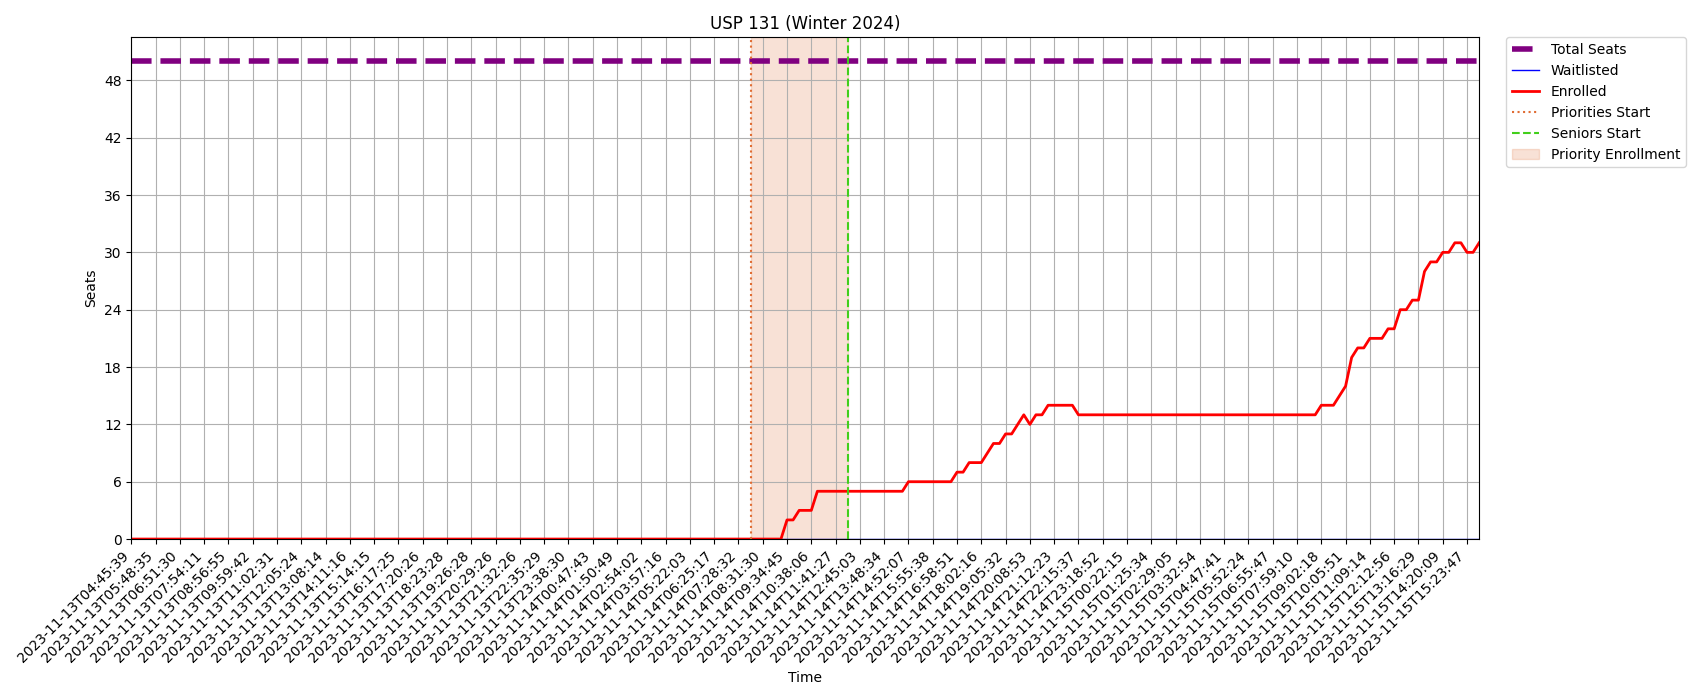 USP 131 (Winter 2024)
Total Seats
Waitlisted
Enrolled
Priorities Start
Seniors Start
Priority Enrollment
48
42
36
30
24
18
12
6
0
Seats
2023-11-13T04:45:39
2023-11-13T05:48:35
2023-11-13T06:51:30
2023-11-13T07:54:11
2023-11-13T08:56:55
2023-11-13T09:59:42
2023-11-13T11:02:31
2023-11-13T12:05:24
2023-11-13T13:08:14
2023-11-13T14:11:16
2023-11-13T15:14:15
2023-11-13T16:17:25
2023-11-13T17:20:26
2023-11-13T18:23:28
2023-11-13T19:26:28
2023-11-13T20:29:26
2023-11-13T21:32:26
2023-11-13T22:35:29
2023-11-13T23:38:30
2023-11-14T00:47:43
2023-11-14T01:50:49
2023-11-14T02:54:02
2023-11-14T03:57:16
2023-11-14T05:22:03
2023-11-14T06:25:17
2023-11-14T07:28:32
2023-11-14T08:31:30
2023-11-14T09:34:45
2023-11-14T10:38:06
2023-11-14T11:41:27
2023-11-14T12:45:03
2023-11-14T13:48:34
2023-11-14T14:52:07
2023-11-14T15:55:38
2023-11-14T16:58:51
2023-11-14T18:02:16
2023-11-14T19:05:32
2023-11-14T20:08:53
2023-11-14T21:12:23
2023-11-14T22:15:37
2023-11-14T23:18:52
2023-11-15T00:22:15
2023-11-15T01:25:34
2023-11-15T02:29:05
2023-11-15T03:32:54
2023-11-15T04:47:41
2023-11-15T05:52:24
2023-11-15T06:55:47
2023-11-15T07:59:10
2023-11-15T09:02:18
2023-11-15T10:05:51
2023-11-15T11:09:14
2023-11-15T12:12:56
2023-11-15T13:16:29
2023-11-15T14:20:09
2023-11-15T15:23:47
Time